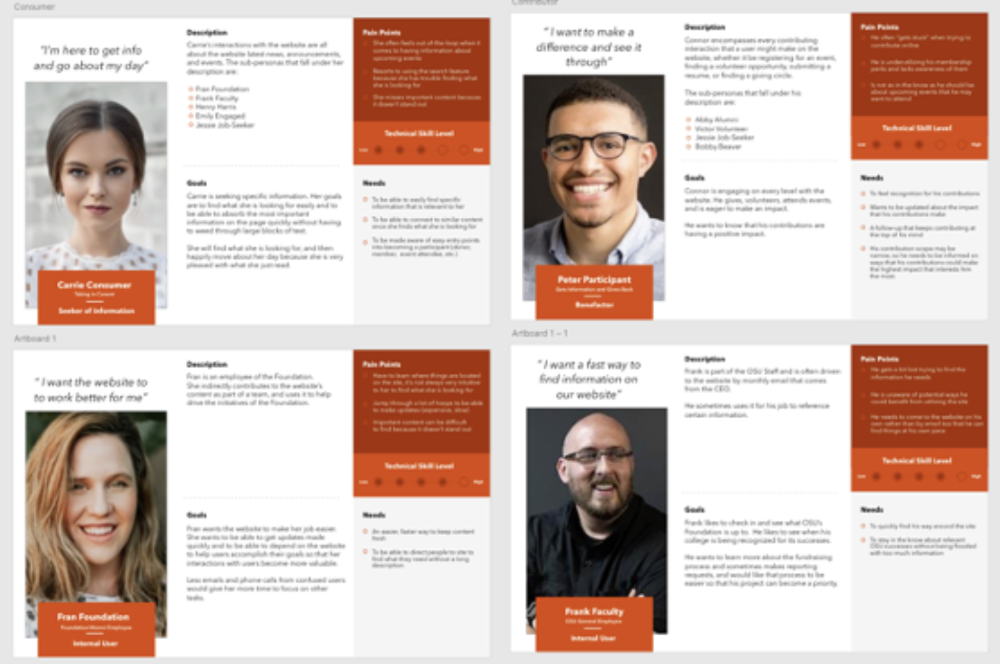 Consumer
"I'm here to get info
and go about my day"
Carrie Consumer
Taking in Content
Seeker of Information
Description
Carrie's interactions with the website are all
about the website latest news, announcements,
and events. The sub-personas that fall under her
description are:
Fran Foundation
Frank Faculty
Henry Harris
Emily Engaged
Jessie Job-Seeker
Goals
Carrie is seeking specific information. Her goals
are to find what she is looking for easily and to
be able to absorb the most important
information on the page quickly without having
to weed through large blocks of text.
She will find what she is looking for, and then
happily move about her day because she is very
pleased with what she just read.
Pain Points
She often feels out of the loop when it
comes to having information about
upcoming events
Resorts to using the search feature
because she has trouble finding what
she is looking for
She misses important content because
it doesn't stand out
Technical Skill Level
Low
High
Needs
To be able to easily find specific
information that is relevant to her
To be able to connect to similar content
once she finds what she is looking for
To be made aware of easy entry points
into becoming a participant (donor,
member, event attendee, etc.)
Contributor
"I want to make a
difference and see it
through"
Peter Participant
Gets Information and Gives Back
Benefactor
Description
Connor encompasses every contributing
interaction that a user might make on the
website, whether it be registering for an event,
finding a volunteer opportunity, submitting a
resume, or finding a giving circle.
The sub-personas that fall under his
description are:
Abby Alumni
Victor Volunteer
Jessie Job-Seeker
Bobby Beaver
Goals
Connor is engaging on every level with the
website. He gives, volunteers, attends events,
and is eager to make an impact.
He wants to know that his contributions are
having a positive impact.
Pain Points
He often "gets stuck" when trying to
contribute online
He is underutilizing his membership
perks and lacks awareness of them
Is not as in the know as he should be
about upcoming events that he may
want to attend
Technical Skill Level
Low
High
Needs
To feel recognition for his contributions
Wants to be updated about the impact
that his contributions make
A follow-up that keeps contributing at
the top of his mind
His contribution scope may be
narrow, so he needs to be informed on
ways that his contributions could make
the highest impact that interests him
the most
Artboard 1
"I want the website to
to work better for me"
Fran Foundation
Foundation Employee
Internal User
Description
Fran is an employee of the Foundation.
She indirectly contributes to the website's
content as part of a team, and uses it to help
drive the initiatives of the Foundation.
Goals
Fran wants the website to make her job easier.
She wants to be able to get updates made
quickly and to be able to depend on the website
to help users accomplish their goals so that her
interactions with users become more valuable.
Less emails and phone calls from confused users
would give her more time to focus on other
tasks.
Pain Points
Have to learn where things are located
on the site, it's not always very intuitive
to her to find what she is looking for
Jump through a lot of hoops to be able
to make updates (expensive, slow)
Important content can be difficult
to find because it doesn't stand out
Technical Skill Level
Low
High
Needs
An easier, faster way to keep content
fresh
To be able to direct people to site to
find what they need without a long
description
Artboard 1 – 1
"I want a fast way to
find information on
our website"
Frank Faculty
OSU General Employee
Internal User
Description
Frank is part of the OSU Staff and is often driven
to the website by monthly email that comes
from the CEO.
He sometimes uses it for his job to reference
certain information.
Goals
Frank likes to check in and see what OSU's
Foundation is up to. He likes to see when his
college is being recognized for its successes.
He wants to learn more about the fundraising
process and sometimes makes reporting
requests, and would like that process to be
easier so that his project can become a priority.
Pain Points
He gets a bit lost trying to find the
information he needs
He is unaware of potential ways he
could benefit from utilizing the site
He needs to come to the website on his
own rather than by email too that he can
find things at his own pace
Technical Skill Level
Low
High
Needs
To quickly find his way around the site
To stay in the know about relevant
OSU successes without being flooded
with too much information